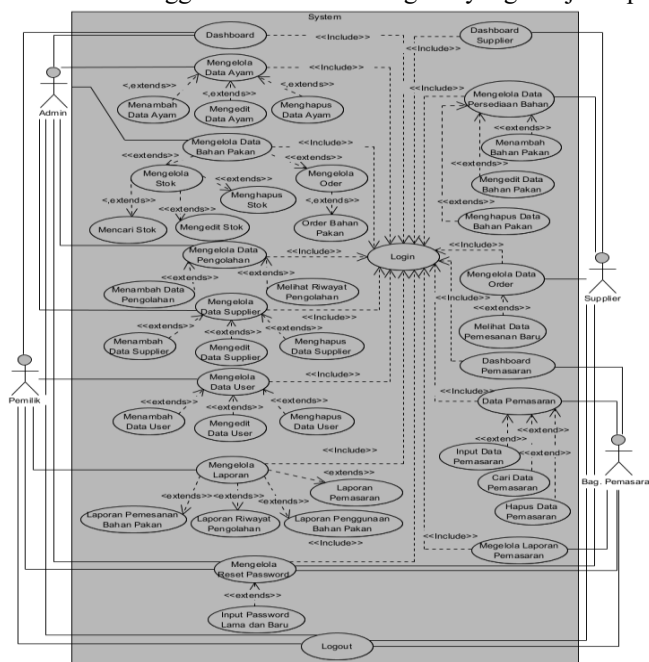 System
Dashboard
<<Include>>
Dashboard
Supplier
Admin
Mengelola
Data Ayam
<<Include>>
<,extends>>
<,extends>>
<,extends>>
Menambah
Data Ayam
Mengedit
Data Ayam
Menghapus
Data Ayam
Mengelola Data
Persediaan Bahan
<<extends>>
Menambah
Bahan Pakan
<<extends>>
Mengedit Data
Bahan Pakan
<<extends>>
Menghapus Data
Bahan Pakan
Mengelola Data
Bahan Pakan
<<Include>>
<<extends>>
<<extends>>
Mengelola
Stok
<<extends>>
Menghapus
Stok
Mengelola
Oder
<,extends>>
<<extends>>
<,extends>>
Mencari Stok
Mengedit Stok
Order Bahan
Pakan
Login
Mengelola Data
Pengolahan
<<Include>>
<<extends>>
<<extends>>
Menambah Data
Pengolahan
Melihat Riwayat
Pengolahan
<<Include>>
Mengelola Data
Order
<<Include>>
<<extends>>
Melihat Data
Pemesanan Baru
Supplier
Mengelola
Data Supplier
<<Include>>
<<extends>>
<<extends>>
<<extends>>
Menambah
Data Supplier
Mengedit
Data Supplier
Menghapus
Data Supplier
Dashboard
Pemasaran
Pemilik
Mengelola
Data User
<<Include>>
<<extends>>
<<extends>>
<<extends>>
Menambah
Data User
Mengedit
Data User
Menghapus
Data User
<<Include>>
Data Pemasaran
<<extend>>
<<extend>>
<<extend>>
Input Data
Pemasaran
Cari Data
Pemasaran
Hapus Data
Pemasaran
Bag. Pemasara
Mengelola
Laporan
<<Include>>
<<extends>>
<<extends>>
<<extends>>
<<extends>>
Laporan
Pemasaran
Laporan Pemesanan
Bahan Pakan
Laporan Riwayat
Pengolahan
Laporan Penggunaan
Bahan Pakan
<<Include>>
<<Include>>
Megelola Laporan
Pemasaran
Mengelola
Reset Password
<<extends>>
Input Password
Lama dan Baru
Logout